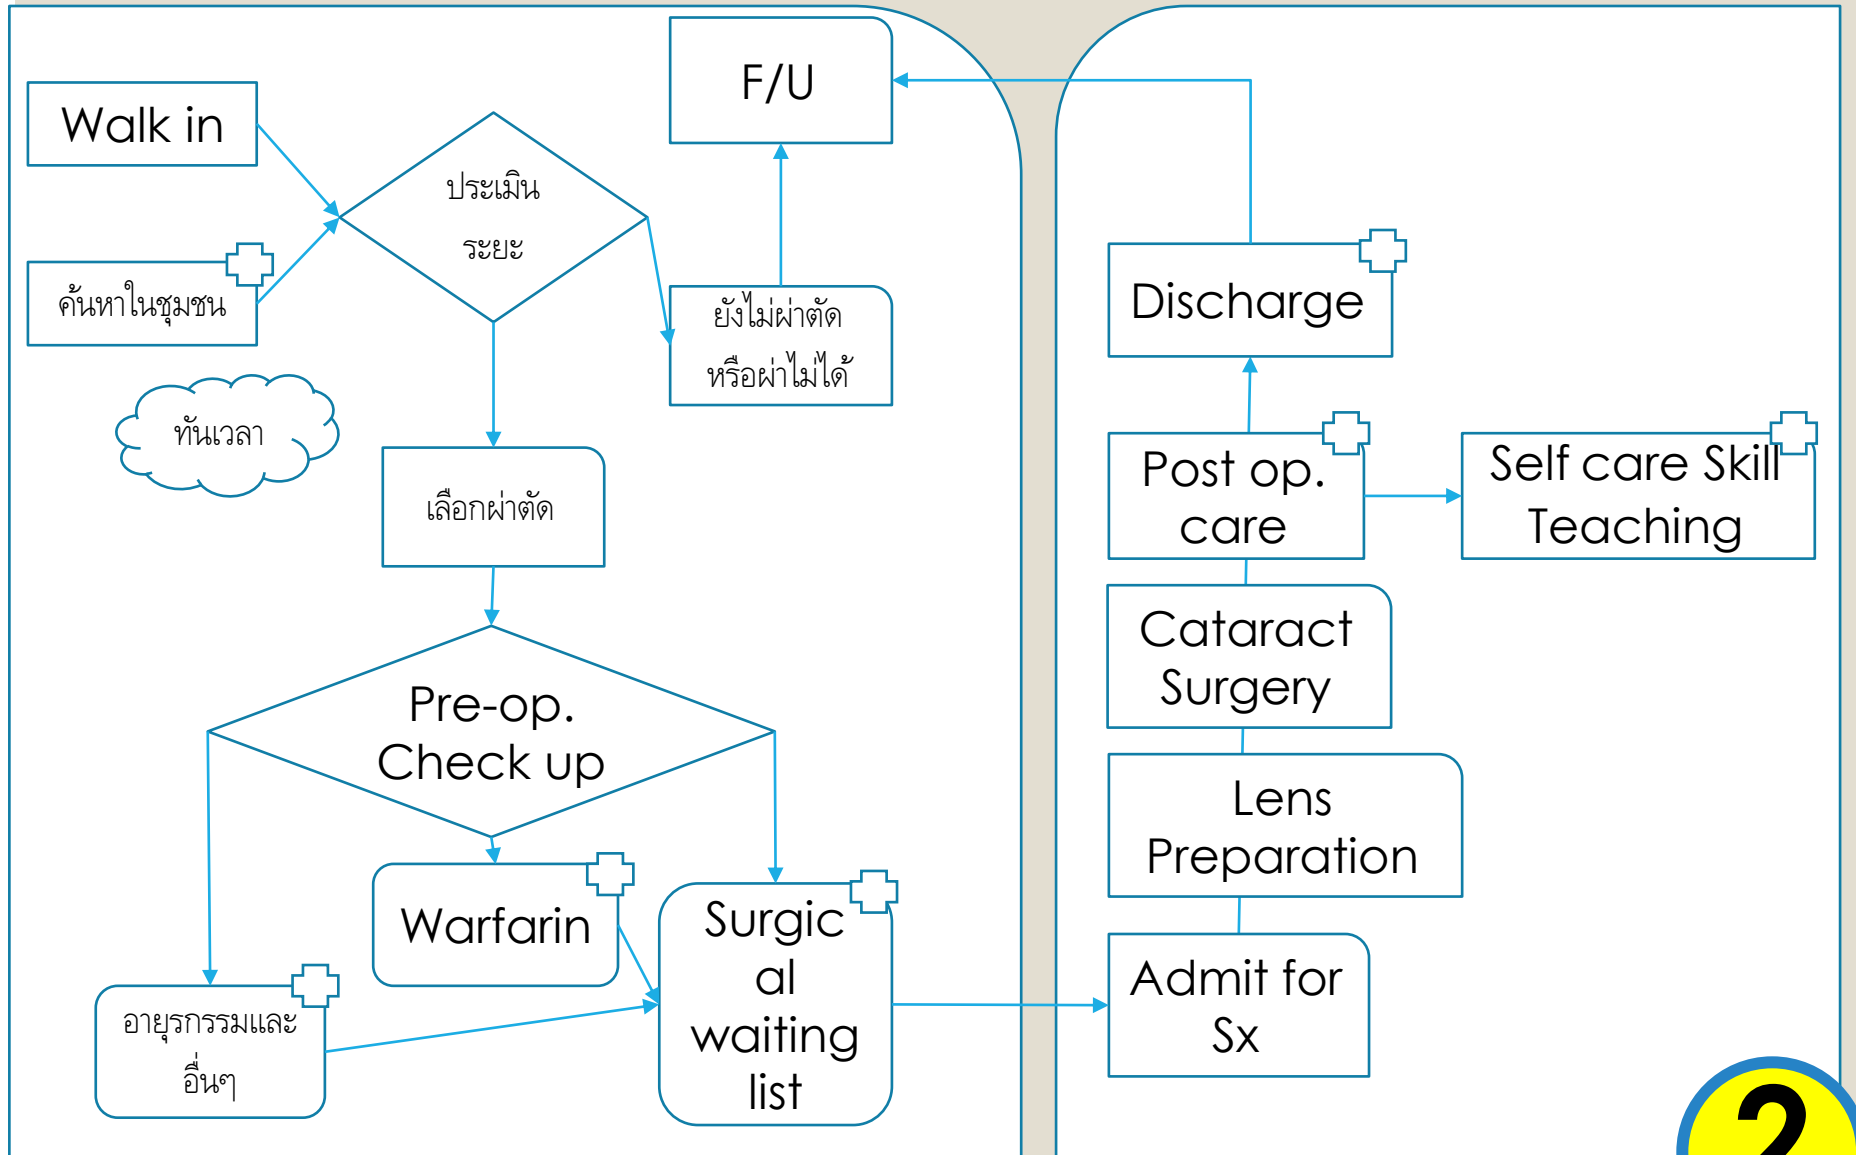 Walk in
ค้นหาในชุมชน
ทันเวลา
ประเมิน
ระยะ
F/U
ยังไม่ผ่าตัด
หรือผ่าไม่ได้
เลือกผ่าตัด
Pre-op.
Check up
Warfarin
อายุรกรรมและ
อื่นๆ
Surgic
al
waiting
list
Discharge
Post op.
care
Self care Skill
Teaching
Cataract
Surgery
Lens
Preparation
Admit for
Sx
2